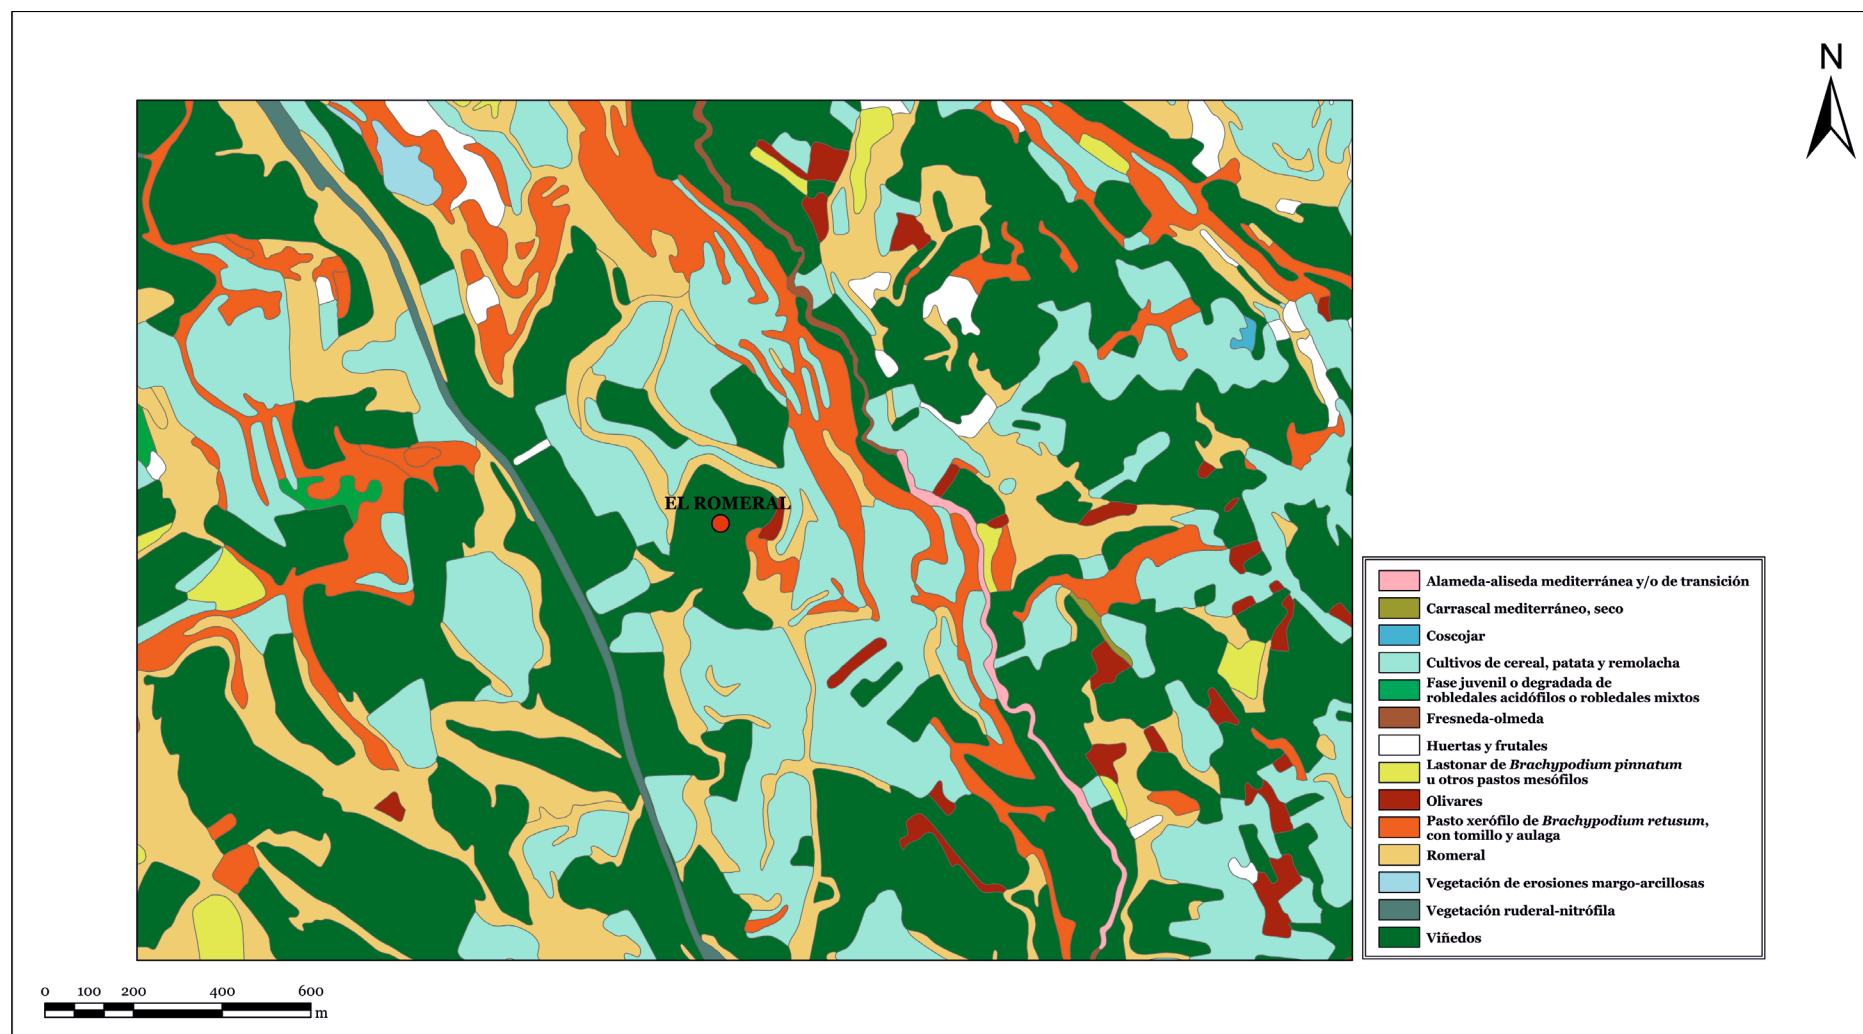 N
EL ROMERAL
Alameda-aliseda mediterránea y/o de transición
Carrascal mediterráneo, seco
Coscojar
Cultivos de cereal, patata y remolacha
Fase juvenil o degradada de
robledales acidófilos o robledales mixtos
Fresneda-olmeda
Huertas y frutales
Lastonar de Brachypodium pinnatum
u otros pastos mesófilos
Olivares
Pasto xerófilo de Brachypodium retusum,
con tomillo y aulaga
Romeral
Vegetación de erosiones margo-arcillosas
Vegetación ruderal-nitrófila
Viñedos
0 100 200 400 600
m